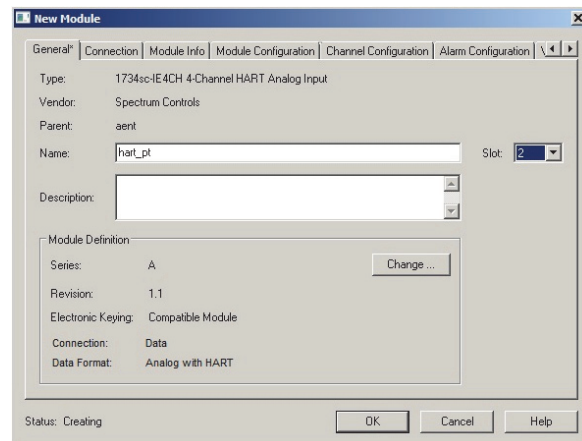 New Module
General* Connection Module Info Module Configuration Channel Configuration Alarm Configuration
Type: 1734sc-IE4CH 4-Channel HART Analog Input
Vendor: Spectrum Controls
Parent: aent
Name: hart_pt Slot: 2
Description:
Module Definition
Series: A Change ...
Revision: 1.1
Electronic Keying: Compatible Module
Connection: Data
Data Format: Analog with HART
Status: Creating OK Cancel Help